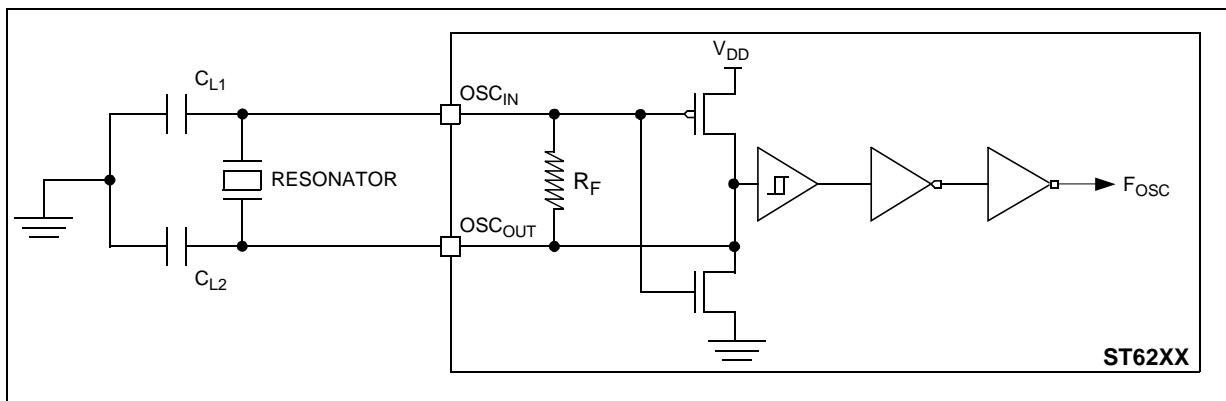 V_DD
C_L1
OSC_IN
RESONATOR
R_F
F_OSC
OSC_OUT
C_L2
ST62XX